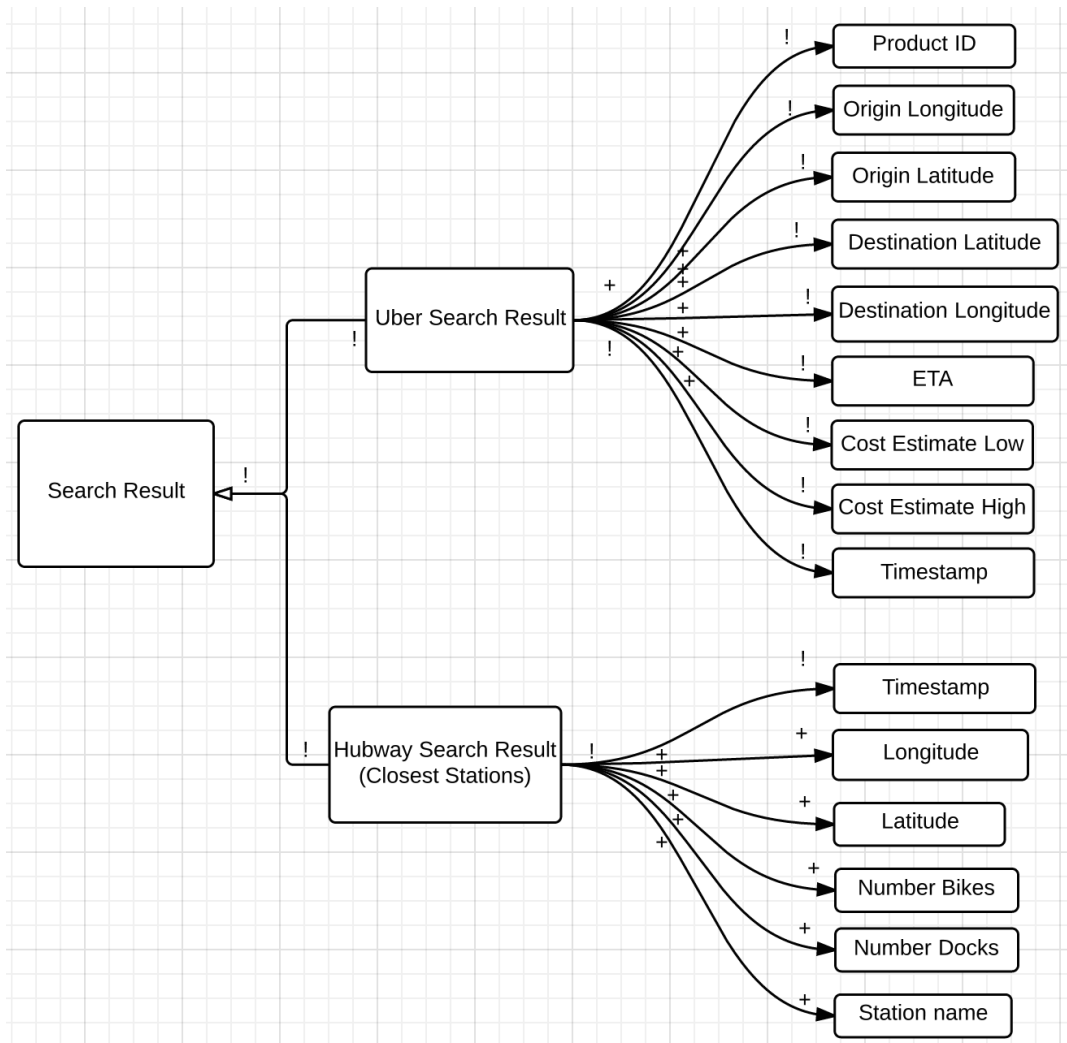 !
Product ID
!
Origin Longitude
!
Origin Latitude
!
Destination Latitude
+
+
+
+
!
Destination Longitude
+
Uber Search Result
+
!
!
+
!
ETA
+
!
Cost Estimate Low
!
Search Result
!
Cost Estimate High
!
Timestamp
!
Timestamp
!
Hubway Search Result
(Closest Stations)
!
+
+
Longitude
+
+
Latitude
+
+
+
Number Bikes
+
Number Docks
+
Station name